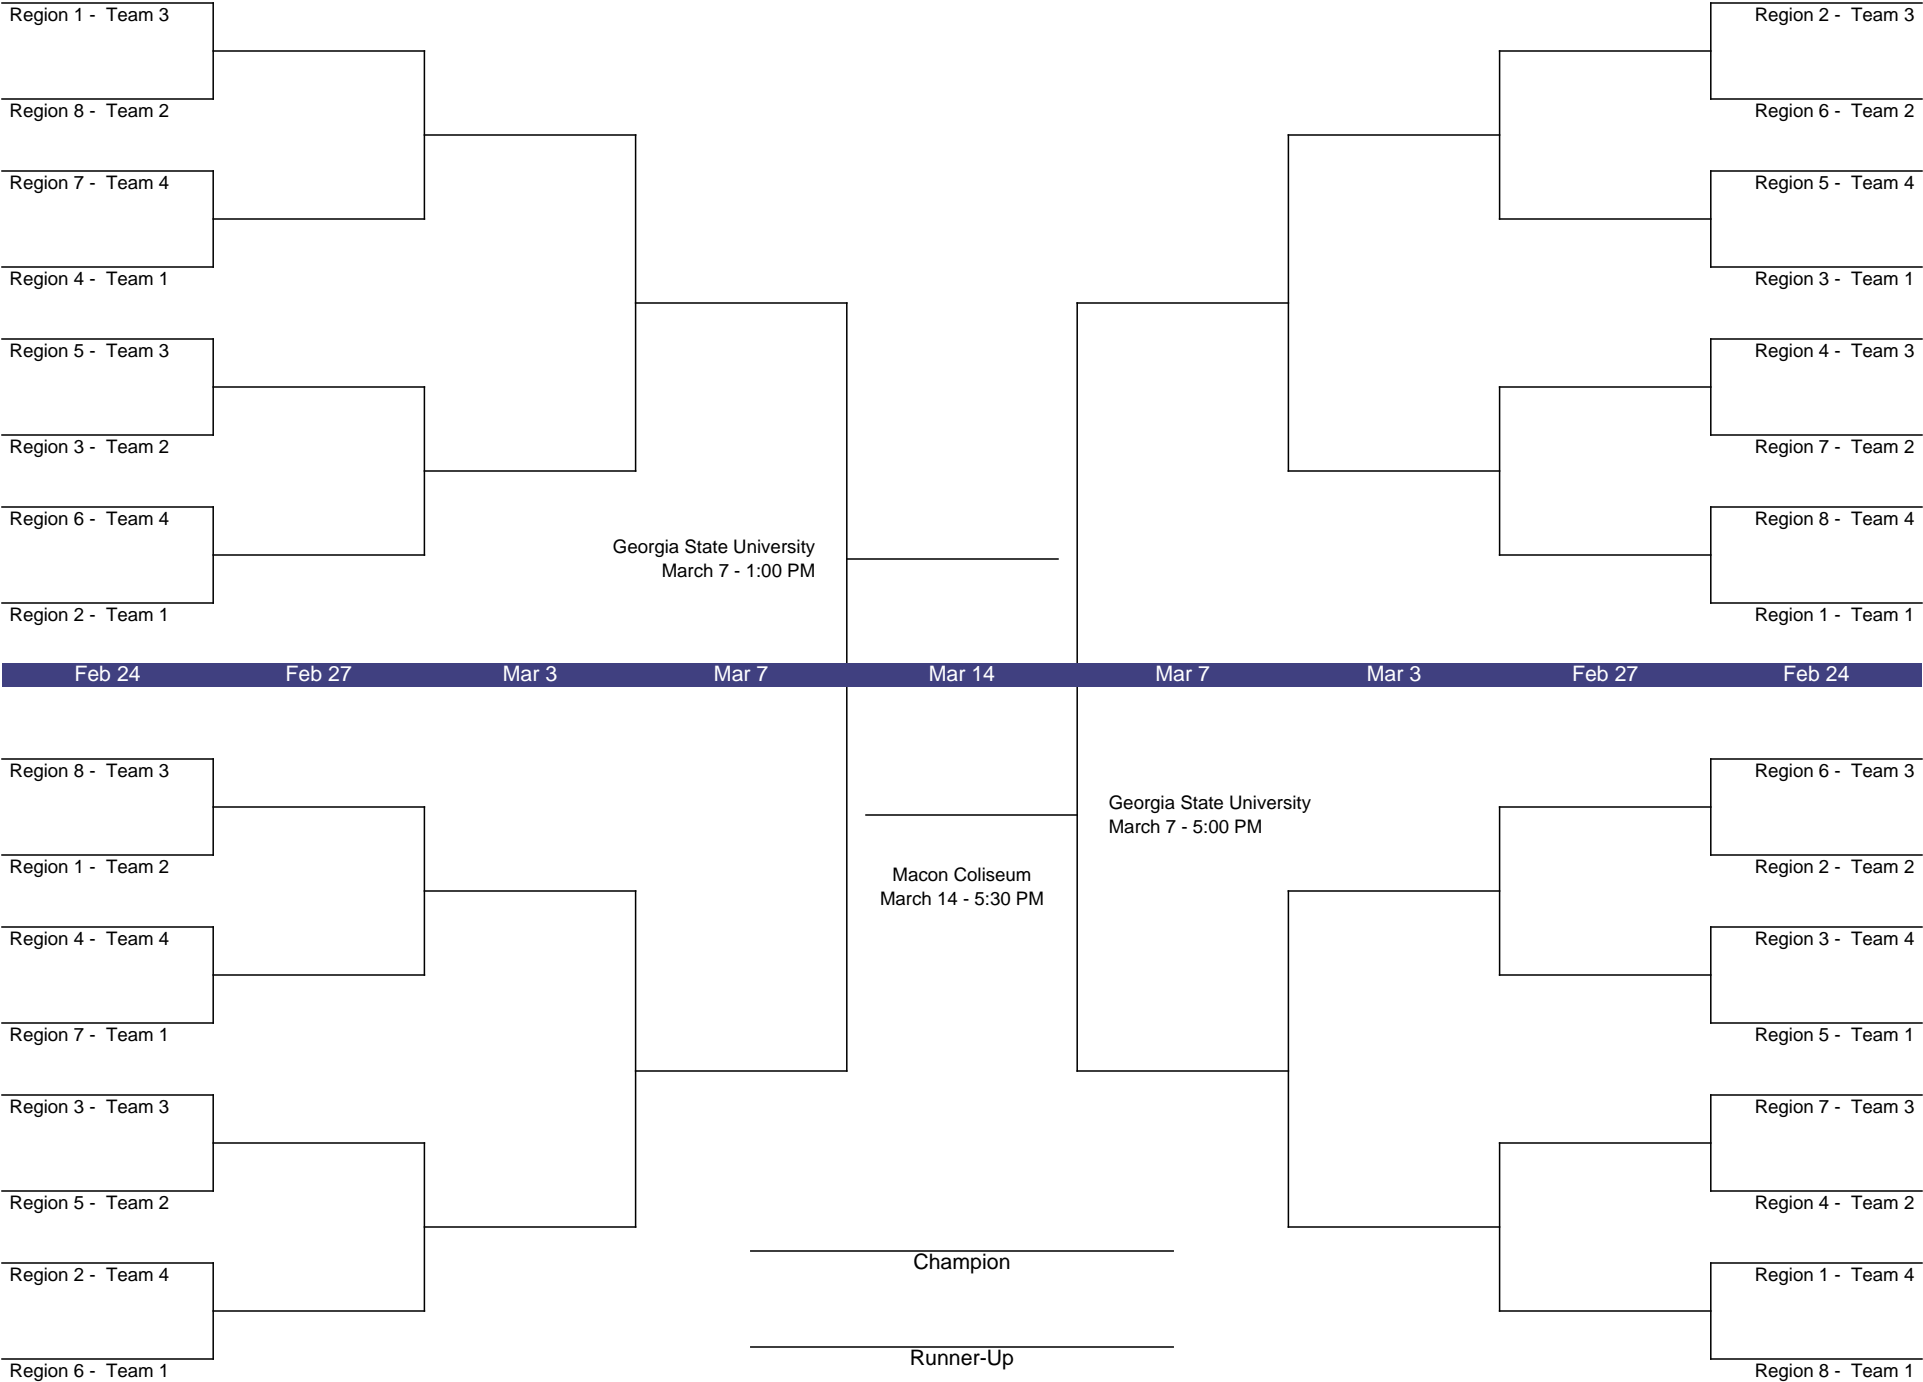 Region 1 - Team 3
Region 8 - Team 2
Region 7 - Team 4
Region 4 - Team 1
Region 5 - Team 3
Region 3 - Team 2
Region 6 - Team 4
Region 2 - Team 1
Region 2 - Team 3
Region 6 - Team 2
Region 5 - Team 4
Region 3 - Team 1
Region 4 - Team 3
Region 7 - Team 2
Region 8 - Team 4
Region 1 - Team 1
Georgia State University
March 7 - 1:00 PM
Feb 24 Feb 27 Mar 3 Mar 7 Mar 14 Mar 7 Mar 3 Feb 27 Feb 24
Region 8 - Team 3
Region 1 - Team 2
Region 4 - Team 4
Region 7 - Team 1
Region 3 - Team 3
Region 5 - Team 2
Region 2 - Team 4
Region 6 - Team 1
Georgia State University
March 7 - 5:00 PM
Macon Coliseum
March 14 - 5:30 PM
Champion
Runner-Up
Region 6 - Team 3
Region 2 - Team 2
Region 3 - Team 4
Region 5 - Team 1
Region 7 - Team 3
Region 4 - Team 2
Region 1 - Team 4
Region 8 - Team 1